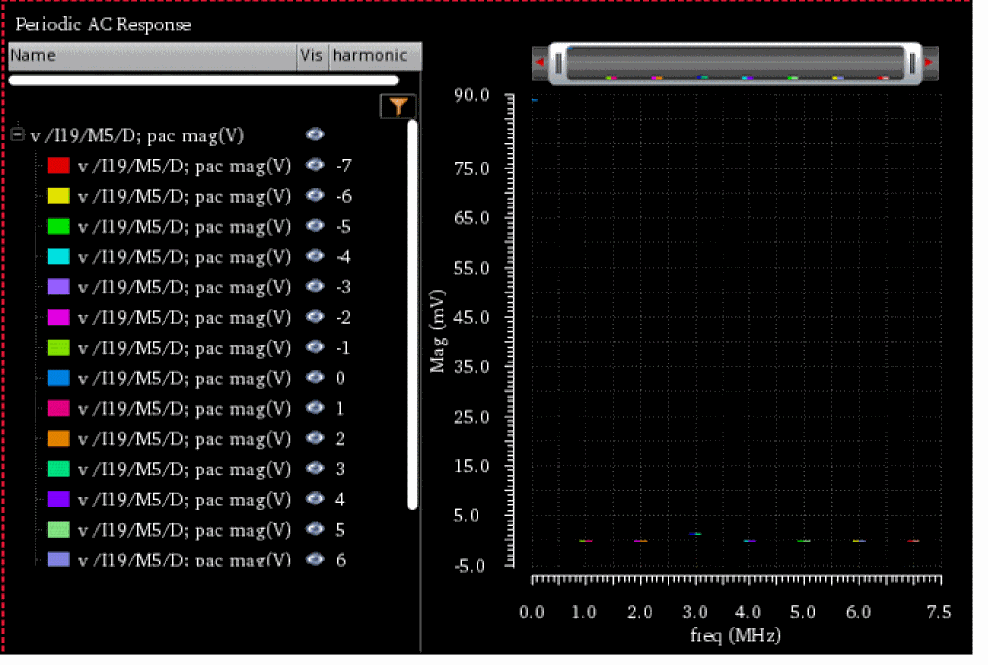 Periodic AC Response
Name Vis harmonic
v /I19/M5/D; pac mag(V)
v /I19/M5/D; pac mag(V) -7
v /I19/M5/D; pac mag(V) -6
v /I19/M5/D; pac mag(V) -5
v /I19/M5/D; pac mag(V) -4
v /I19/M5/D; pac mag(V) -3
v /I19/M5/D; pac mag(V) -2
v /I19/M5/D; pac mag(V) -1
v /I19/M5/D; pac mag(V) 0
v /I19/M5/D; pac mag(V) 1
v /I19/M5/D; pac mag(V) 2
v /I19/M5/D; pac mag(V) 3
v /I19/M5/D; pac mag(V) 4
v /I19/M5/D; pac mag(V) 5
v /I19/M5/D; pac mag(V) 6
90.0
75.0
65.0
55.0
45.0
35.0
25.0
15.0
5.0
-5.0
Mag (mV)
0.0 1.0 2.0 3.0 4.0 5.0 6.0 7.5
freq (MHz)